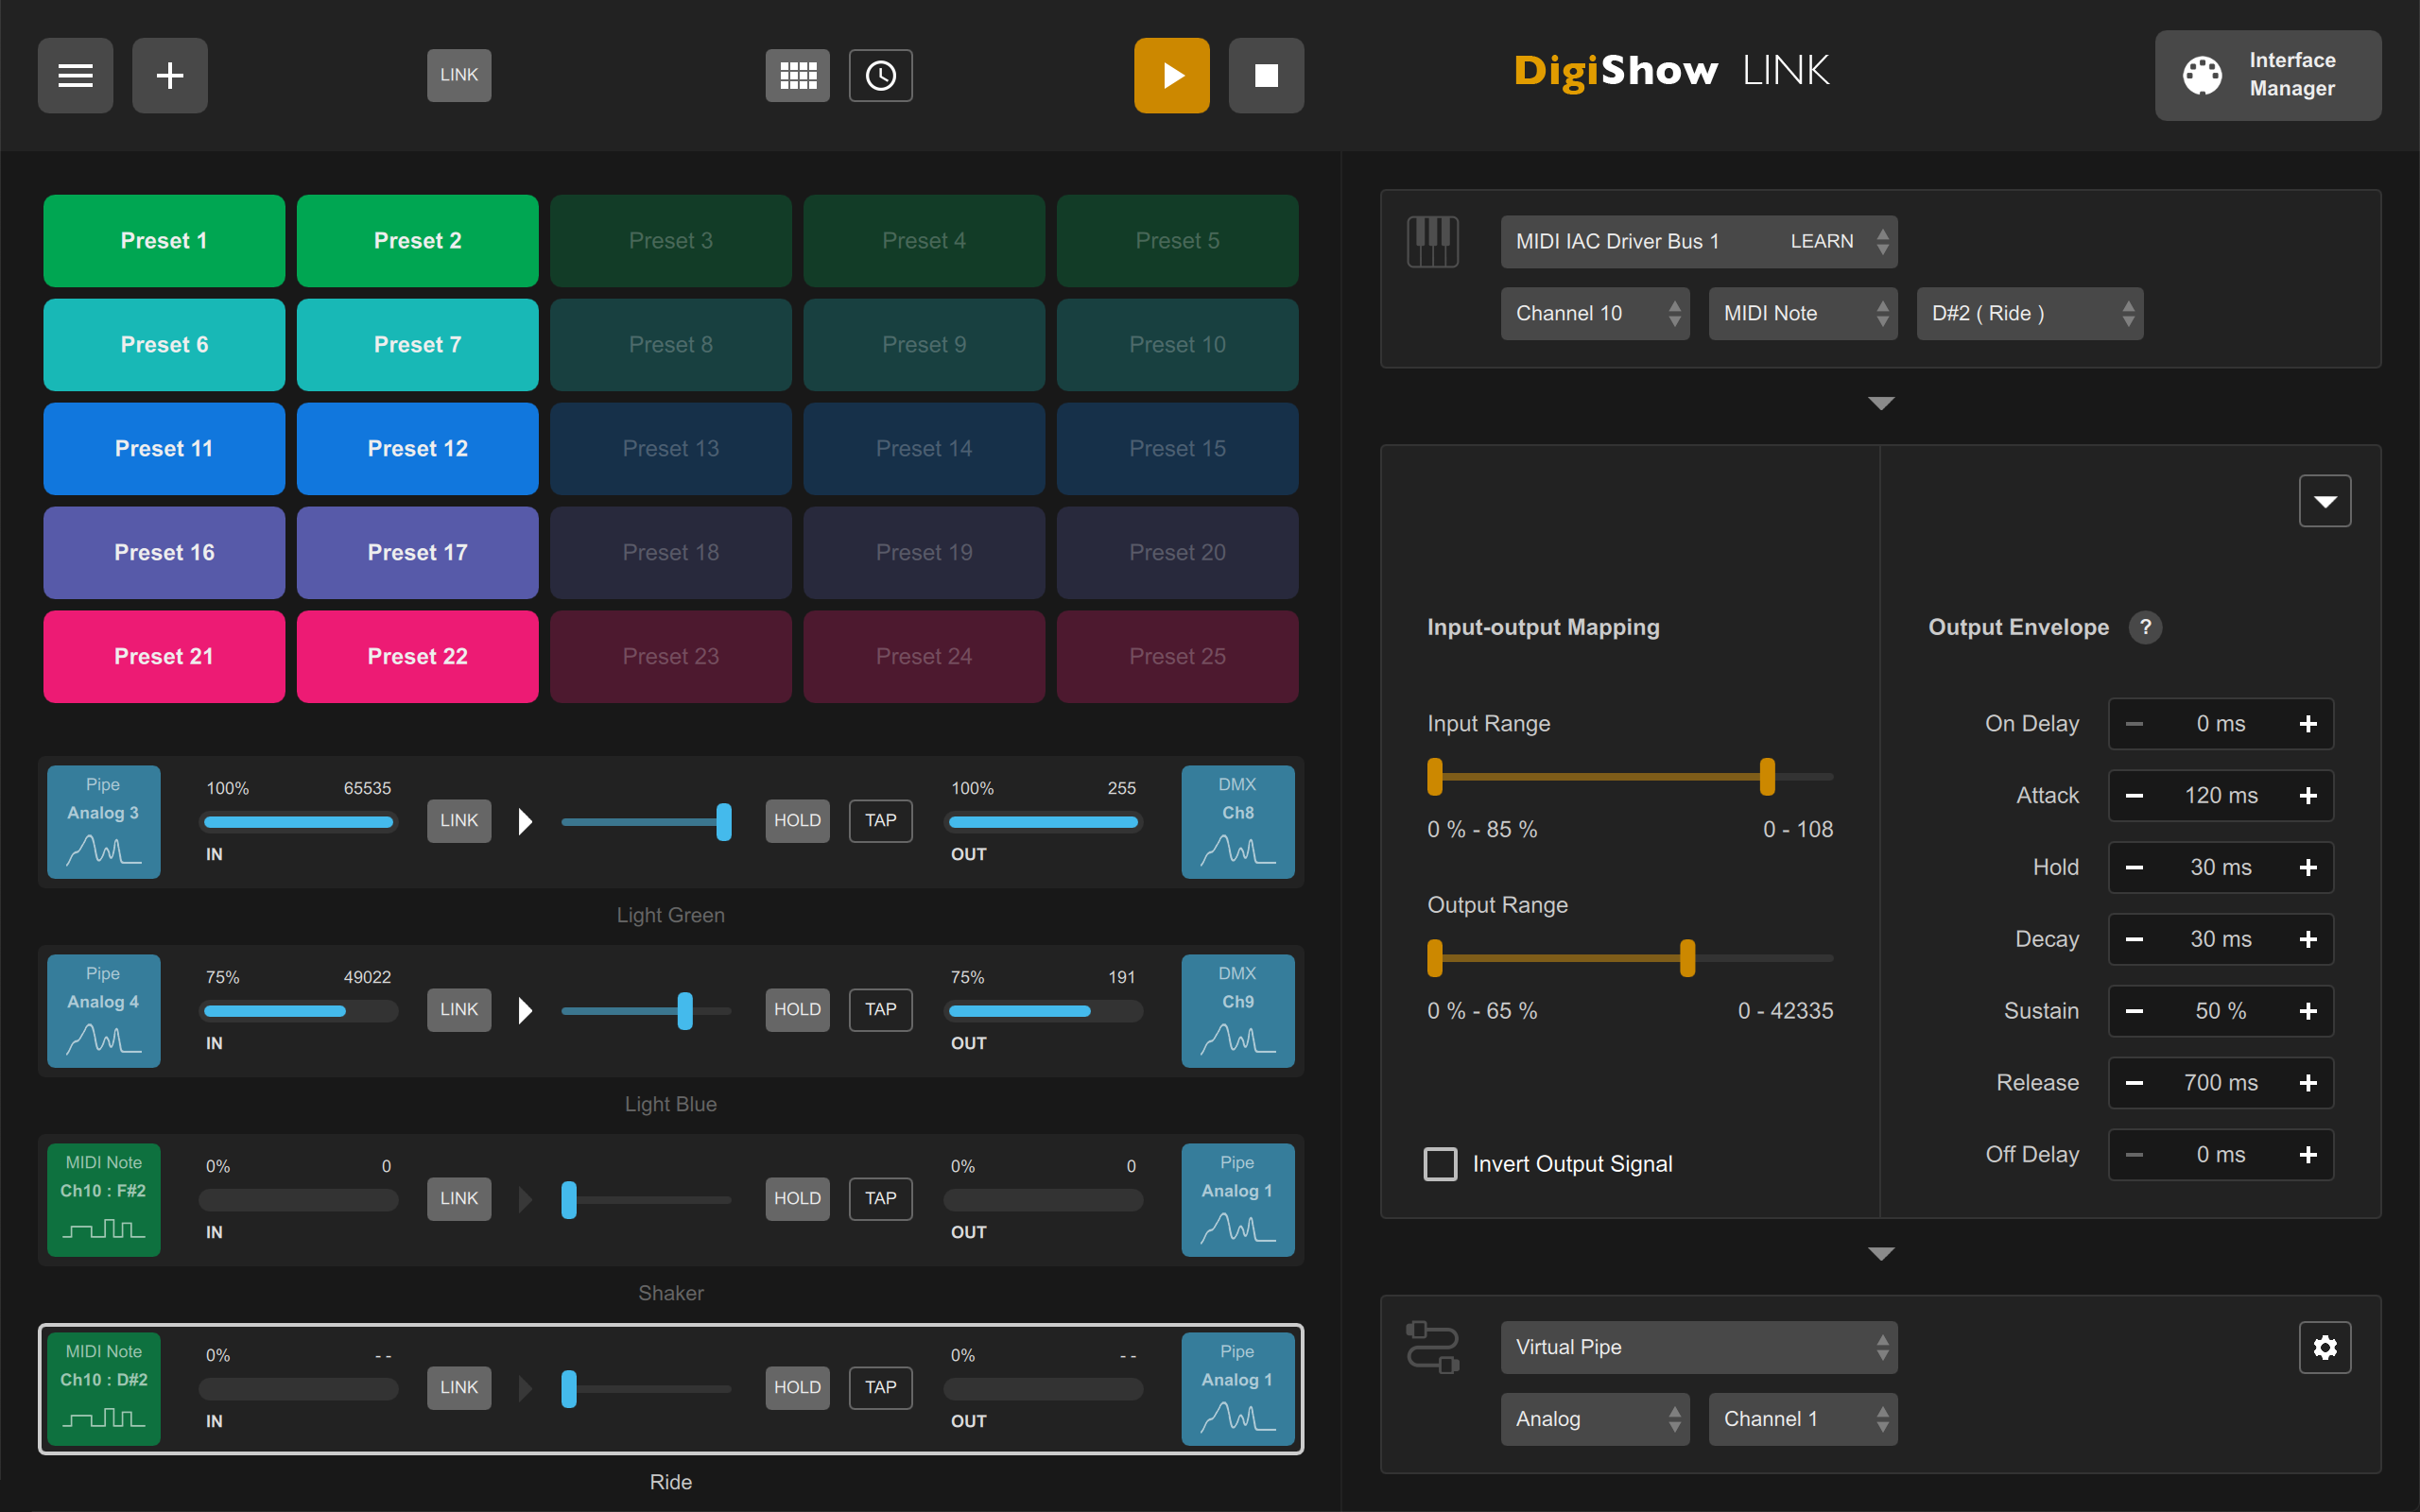 LINK
DigiShow LINK
Interface
Manager
Preset 1 Preset 2 Preset 3 Preset 4 Preset 5
Preset 6 Preset 7 Preset 8 Preset 9 Preset 10
Preset 11 Preset 12 Preset 13 Preset 14 Preset 15
Preset 16 Preset 17 Preset 18 Preset 19 Preset 20
Preset 21 Preset 22 Preset 23 Preset 24 Preset 25
Pipe
Analog 3
100% 65535
IN
LINK HOLD TAP
100% 255
OUT
DMX
Ch8
Light Green
Pipe
Analog 4
75% 49022
IN
LINK HOLD TAP
75% 191
OUT
DMX
Ch9
Light Blue
MIDI Note
Ch10 : F#2
0% 0
IN
LINK HOLD TAP
0% 0
OUT
Pipe
Analog 1
Shaker
MIDI Note
Ch10 : D#2
0% - -
IN
LINK HOLD TAP
0% - -
OUT
Pipe
Analog 1
Ride
MIDI IAC Driver Bus 1 LEARN
Channel 10 MIDI Note D#2 ( Ride )
Input-output Mapping
Input Range
0 % - 85 % 0 - 108
Output Range
0 % - 65 % 0 - 42335
Invert Output Signal
Output Envelope ?
On Delay − 0 ms +
Attack − 120 ms +
Hold − 30 ms +
Decay − 30 ms +
Sustain − 50 % +
Release − 700 ms +
Off Delay − 0 ms +
Virtual Pipe
Analog Channel 1